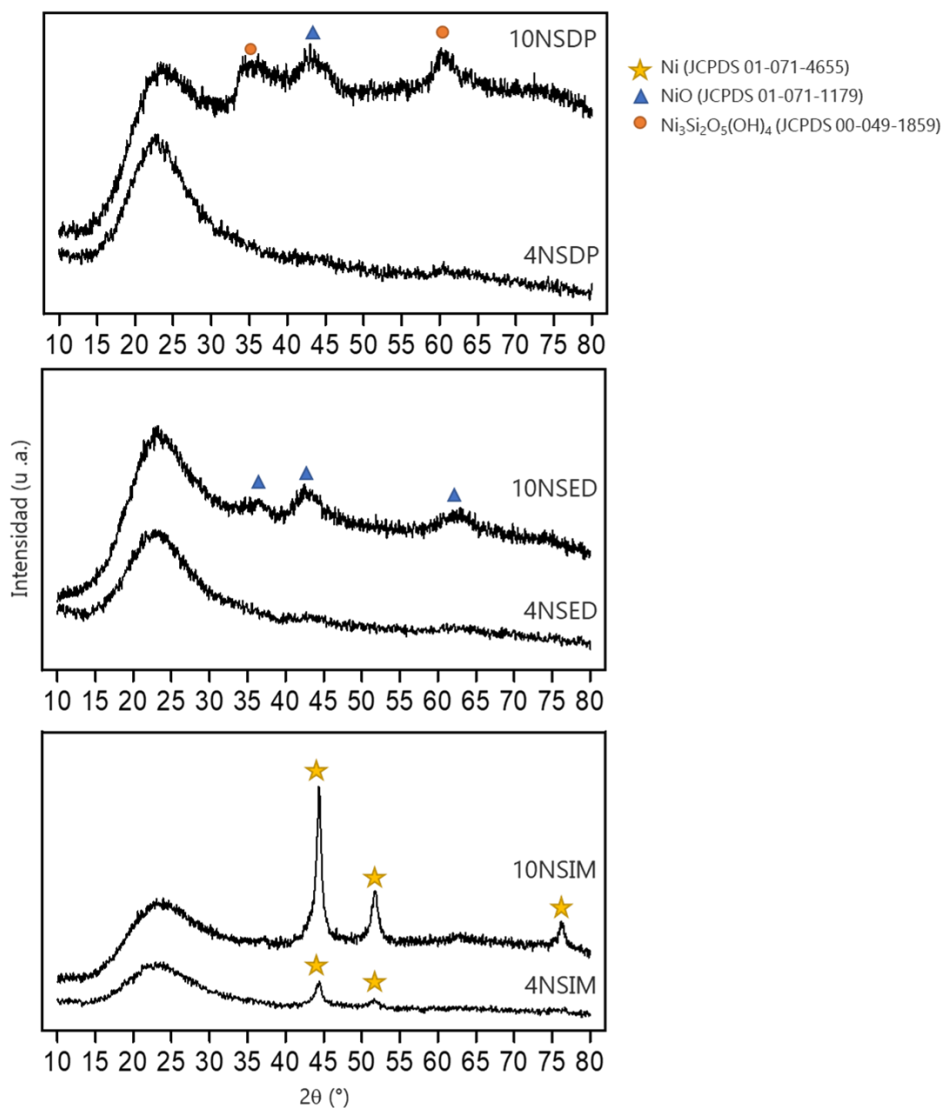 10NSDP
4NSDP
10 15 20 25 30 35 40 45 50 55 60 65 70 75 80
Ni (JCPDS 01-071-4655)
NiO (JCPDS 01-071-1179)
Ni₃Si₂O₅(OH)₄ (JCPDS 00-049-1859)
Intensidad (u .a.)
10NSED
4NSED
10 15 20 25 30 35 40 45 50 55 60 65 70 75 80
10NSIM
4NSIM
10 15 20 25 30 35 40 45 50 55 60 65 70 75 80
2θ (°)